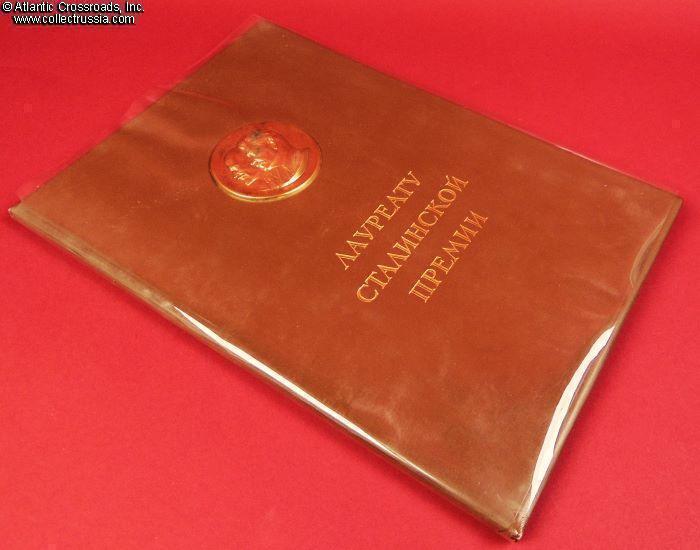 © Atlantic Crossroads, Inc.
www.collectrussia.com
ЛАУРЕАТУ
СТАЛИНСКОЙ
ПРЕМИИ